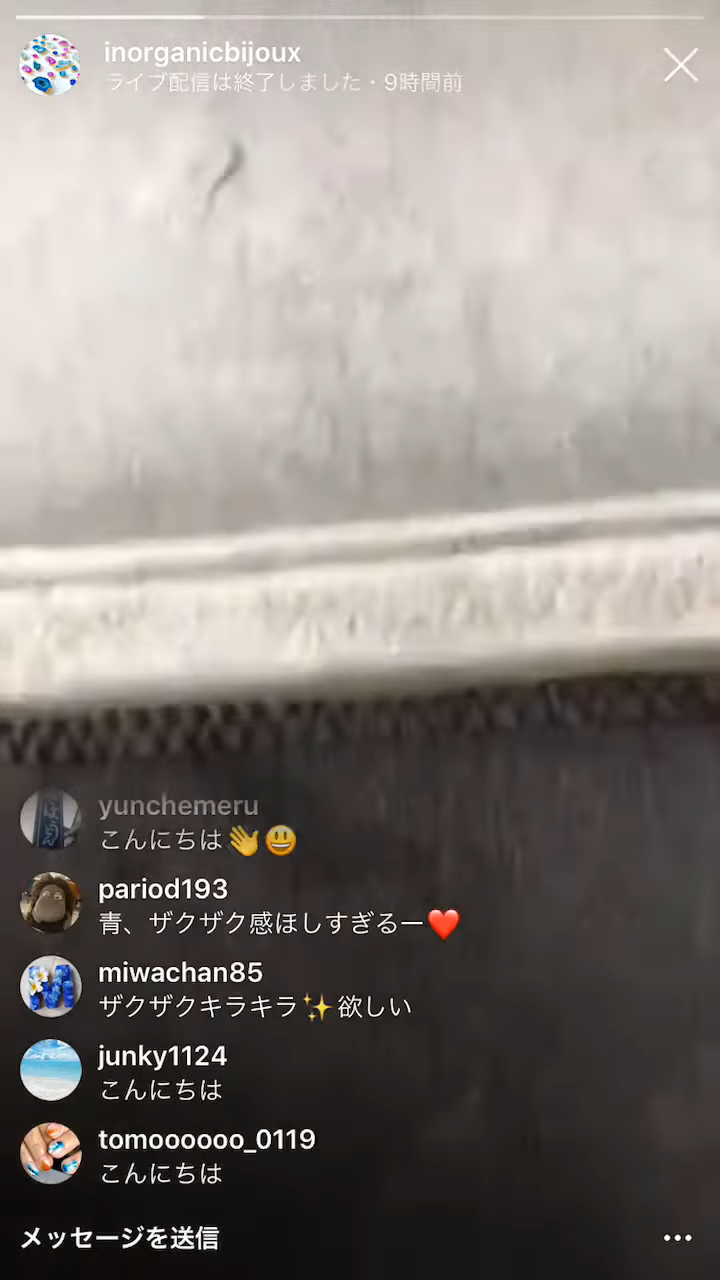 inorganicbijoux
ライブ配信は終了しました・9時間前
yunchemeru
こんにちは👋😃
pariod193
青、ザクザク感ほしすぎるー❤️
miwachan85
ザクザクキラキラ✨欲しい
junky1124
こんにちは
tomoooooo_0119
こんにちは
メッセージを送信